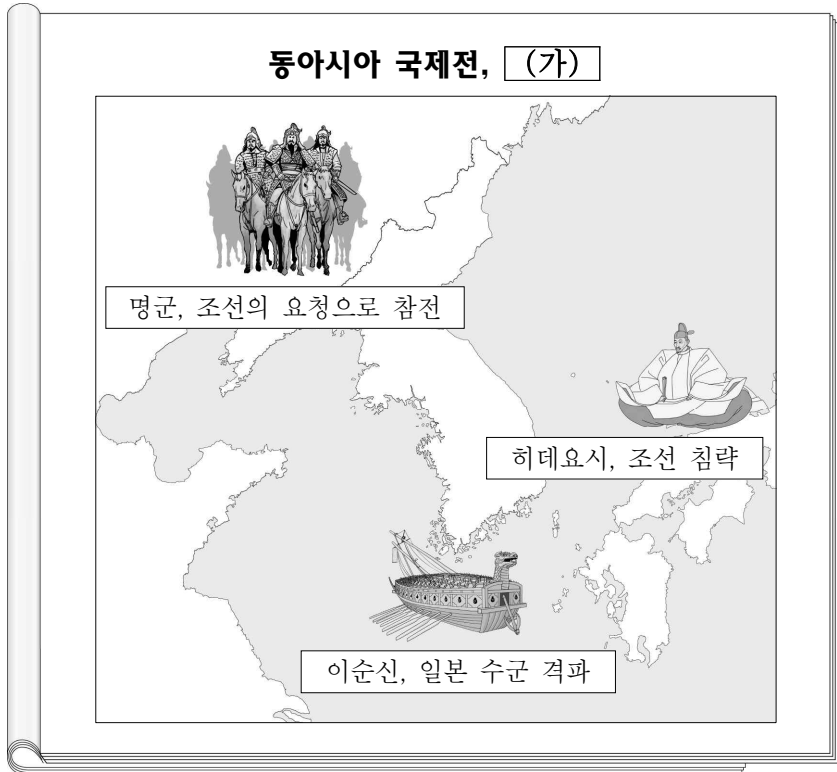 동아시아 국제전, (가)
명군, 조선의 요청으로 참전
히데요시, 조선 침략
이순신, 일본 수군 격파